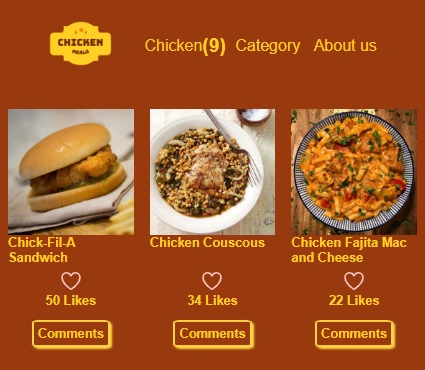 CHICKEN
MEALS
Chicken(9) Category About us
Chick-Fil-A
Sandwich
Chicken Couscous
Chicken Fajita Mac
and Cheese
50 Likes
34 Likes
22 Likes
Comments
Comments
Comments